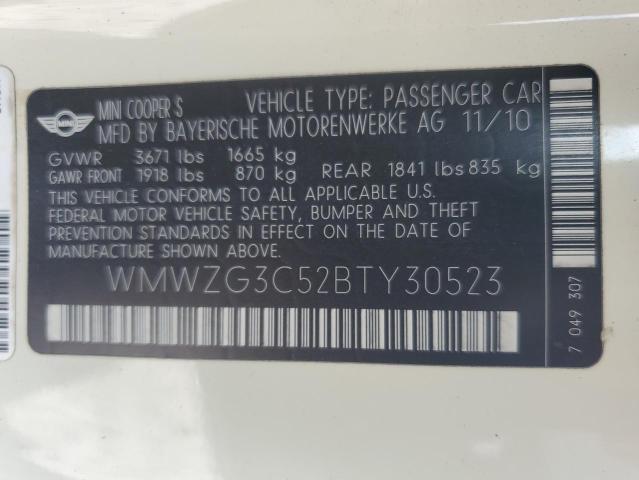 MINI
MINI COOPER S VEHICLE TYPE: PASSENGER CAR
MFD BY BAYERISCHE MOTORENWERKE AG 11/10
GVWR 3671 lbs 1665 kg
GAWR FRONT 1918 lbs 870 kg REAR 1841 lbs 835 kg
THIS VEHICLE CONFORMS TO ALL APPLICABLE U.S.
FEDERAL MOTOR VEHICLE SAFETY, BUMPER AND THEFT
PREVENTION STANDARDS IN EFFECT ON THE DATE OF
MANUFACTURE SHOWN ABOVE.
WMWZG3C52BTY30523
7 049 307